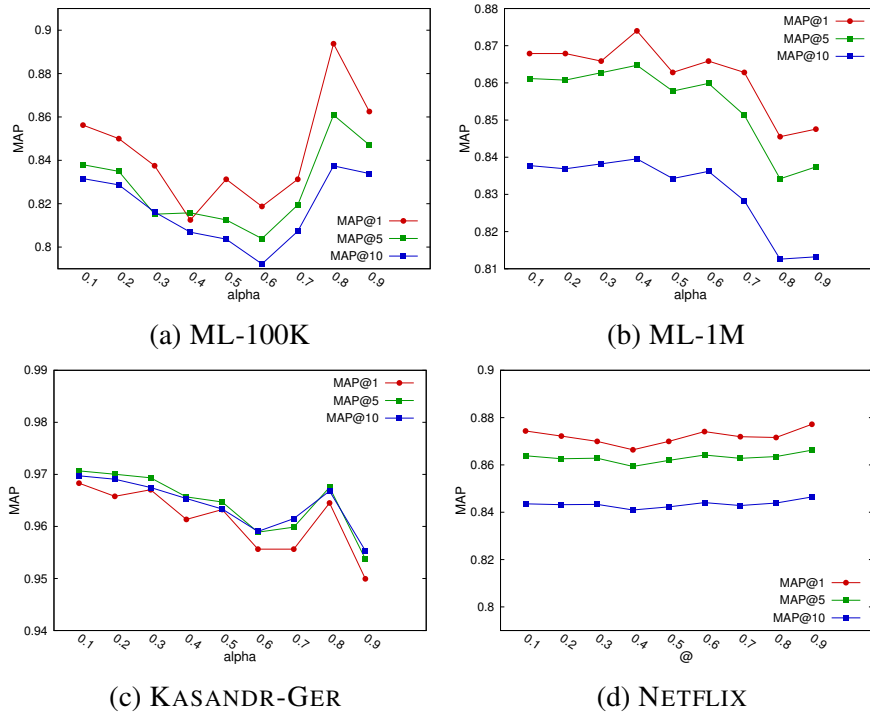 0.9
0.88
0.86
0.84
0.82
0.8
MAP
MAP@1
MAP@5
MAP@10
0.1 0.2 0.3 0.4 0.5 0.6 0.7 0.8 0.9
alpha
(a) ML-100K
0.88
0.87
0.86
0.85
0.84
0.83
0.82
0.81
MAP
MAP@1
MAP@5
MAP@10
0.1 0.2 0.3 0.4 0.5 0.6 0.7 0.8 0.9
alpha
(b) ML-1M
0.99
0.98
0.97
0.96
0.95
0.94
MAP
MAP@1
MAP@5
MAP@10
0.1 0.2 0.3 0.4 0.5 0.6 0.7 0.8 0.9
alpha
(c) KASANDR-GER
0.9
0.88
0.86
0.84
0.82
0.8
MAP
MAP@1
MAP@5
MAP@10
0.1 0.2 0.3 0.4 0.5 0.6 0.7 0.8 0.9
@
(d) NETFLIX